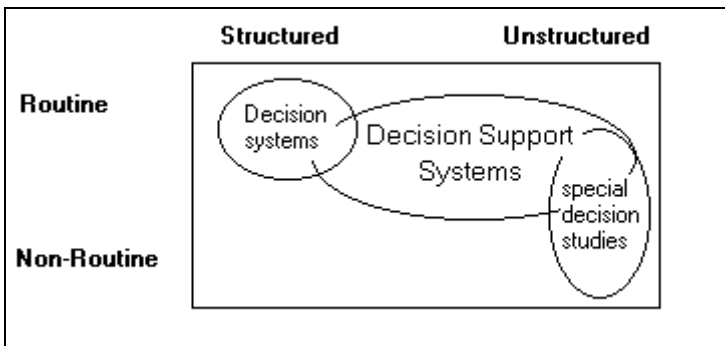 Structured Unstructured
Routine
Decision
systems
Decision Support
Systems
special
decision
studies
Non-Routine